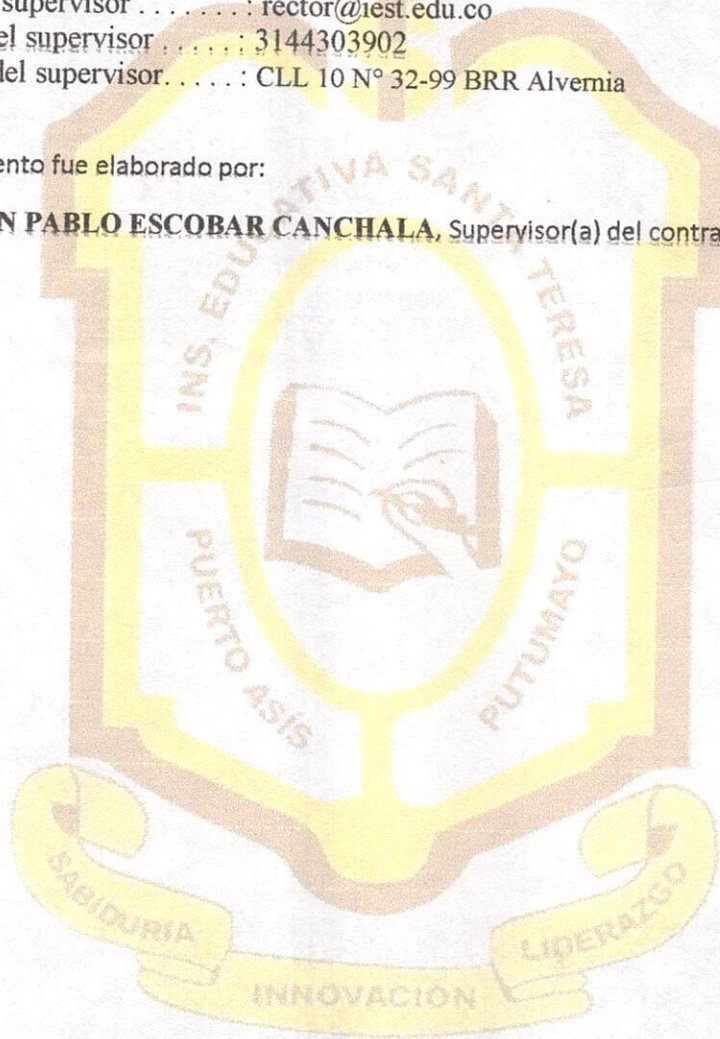 supervisor . . . . . . . . : rector@iest.edu.co
el supervisor . . . . . . : 3144303902
del supervisor. . . . . : CLL 10 N° 32-99 BRR Alvernia
ento fue elaborado por:
N PABLO ESCOBAR CANCHALA, Supervisor(a) del contra
INS. EDUCATIVA SANTA TERESA
PUERTO ASÍS
PUTUMAYO
SABIDURIA
LIDERAZGO
INNOVACION